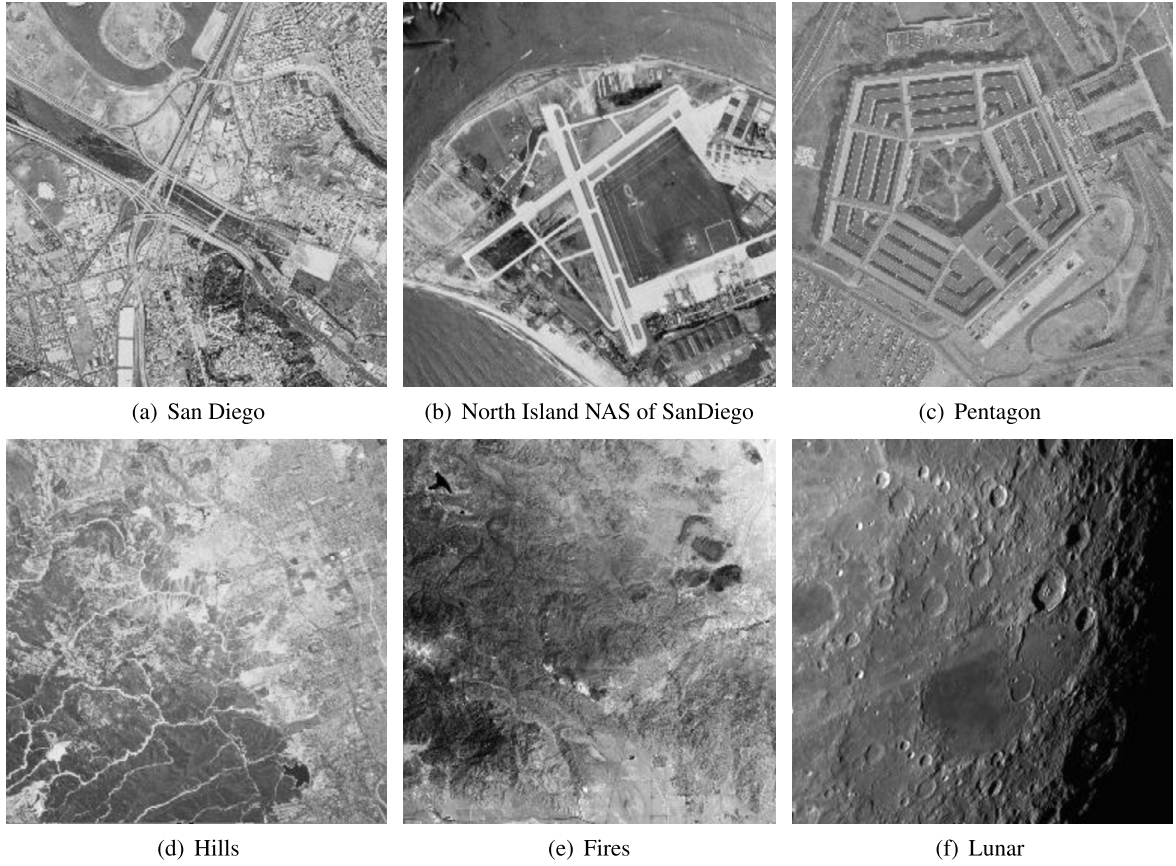 (a) San Diego
(b) North Island NAS of SanDiego
(c) Pentagon
(d) Hills
(e) Fires
(f) Lunar